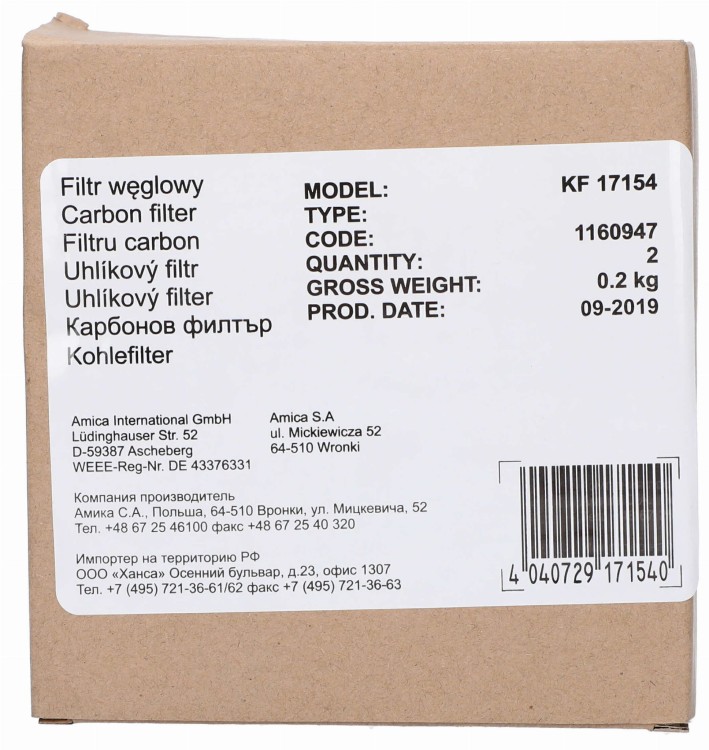 Filtr węglowy
Carbon filter
Filtru carbon
Uhlíkový filtr
Uhlíkový filter
Карбонов филтър
Kohlefilter
MODEL: KF 17154
TYPE:
CODE: 1160947
QUANTITY: 2
GROSS WEIGHT: 0.2 kg
PROD. DATE: 09-2019
Amica International GmbH
Lüdinghauser Str. 52
D-59387 Ascheberg
WEEE-Reg-Nr. DE 43376331
Amica S.A
ul. Mickiewicza 52
64-510 Wronki
Компания производитель
Амика С.А., Польша, 64-510 Вронки, ул. Мицкевича, 52
Тел. +48 67 25 46100 факс +48 67 25 40 320
Импортер на территорию РФ
ООО «Ханса» Осенний бульвар, д.23, офис 1307
Тел. +7 (495) 721-36-61/62 факс +7 (495) 721-36-63
4 040729 171540